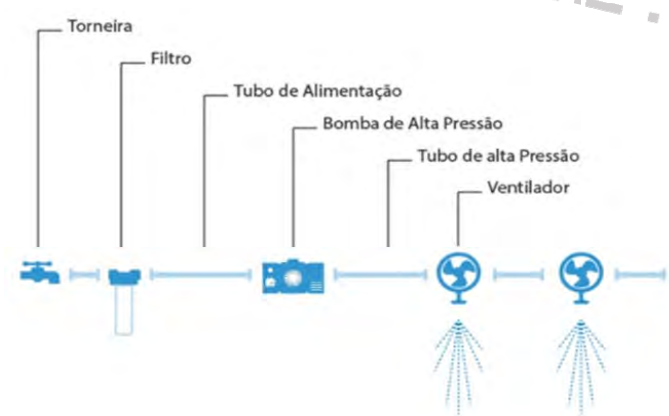 Torneira
Filtro
Tubo de Alimentação
Bomba de Alta Pressão
Tubo de alta Pressão
Ventilador